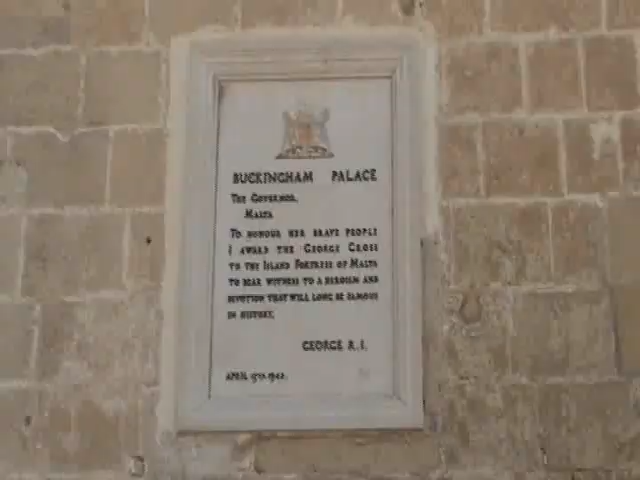 BUCKINGHAM PALACE
THE GOVERNOR,
MALTA
TO HONOUR HER BRAVE PEOPLE
I AWARD THE GEORGE CROSS
TO THE ISLAND FORTRESS OF MALTA
TO BEAR WITNESS TO A HEROISM AND
DEVOTION THAT WILL LONG BE FAMOUS
IN HISTORY.
GEORGE R.I.
APRIL 15TH 1942.